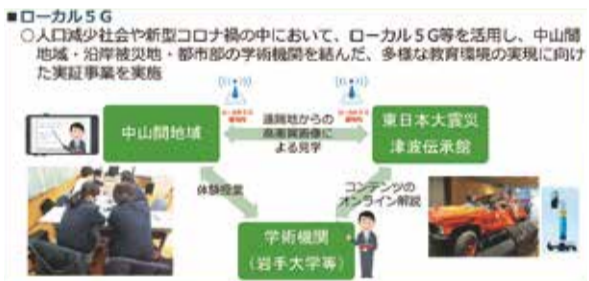 ■ローカル5G
○人口減少社会や新型コロナ禍の中において、ローカル5G等を活用し、中山間
地域・沿岸被災地・都市部の学術機関を結んだ、多様な教育環境の実現に向け
た実証事業を実施
中山間地域
遠隔地からの
高精細画像に
よる見学
東日本大震災
津波伝承館
体験授業
コンテンツの
オンライン解説
学術機関
(岩手大学等)